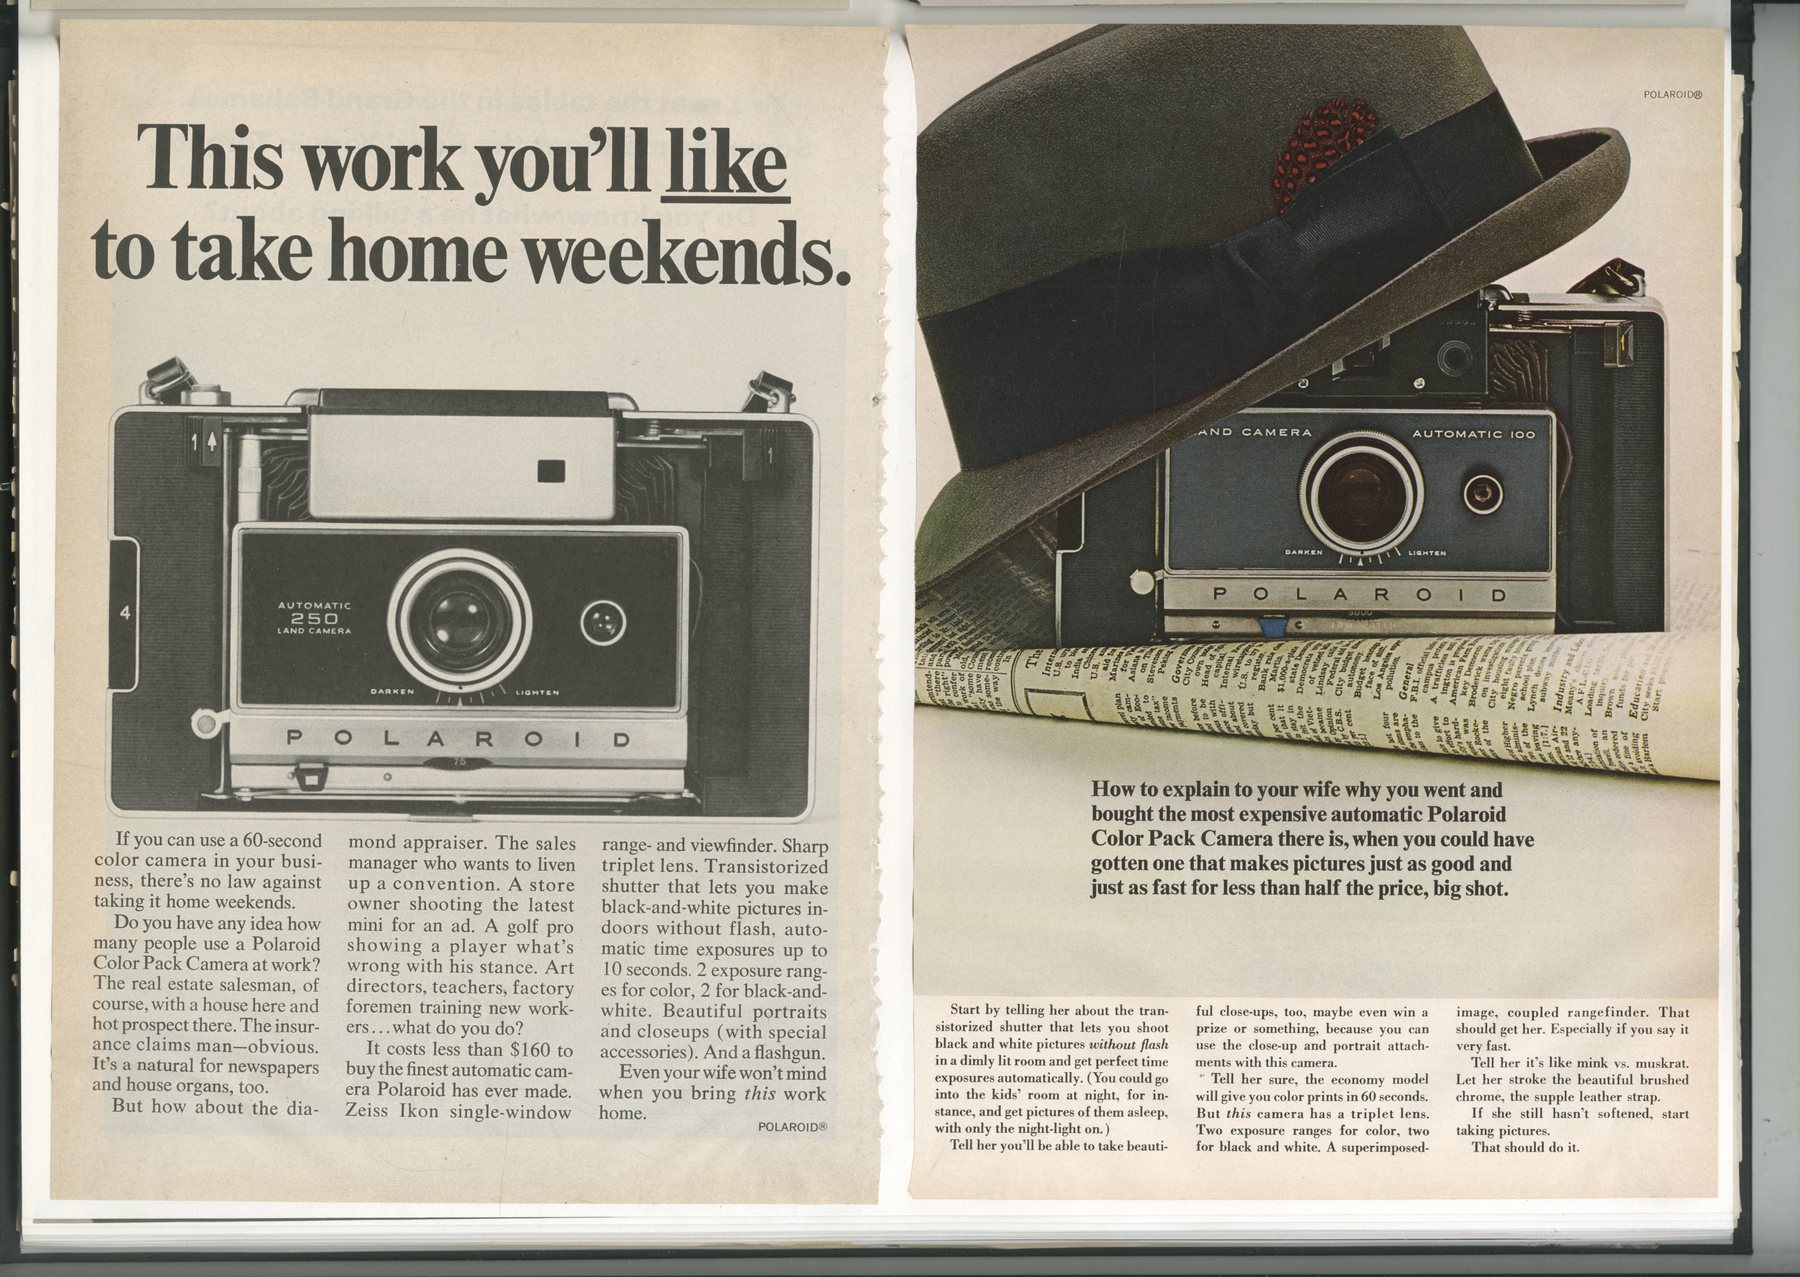 This work you'll like
to take home weekends.
1
1
4
AUTOMATIC
250
LAND CAMERA
DARKEN LIGHTEN
POLAROID
75
If you can use a 60-second
color camera in your busi-
ness, there's no law against
taking it home weekends.
Do you have any idea how
many people use a Polaroid
Color Pack Camera at work?
The real estate salesman, of
course, with a house here and
hot prospect there. The insur-
ance claims man—obvious.
It's a natural for newspapers
and house organs, too.
But how about the dia-
mond appraiser. The sales
manager who wants to liven
up a convention. A store
owner shooting the latest
mini for an ad. A golf pro
showing a player what's
wrong with his stance. Art
directors, teachers, factory
foremen training new work-
ers...what do you do?
It costs less than $160 to
buy the finest automatic cam-
era Polaroid has ever made.
Zeiss Ikon single-window
range- and viewfinder. Sharp
triplet lens. Transistorized
shutter that lets you make
black-and-white pictures in-
doors without flash, auto-
matic time exposures up to
10 seconds. 2 exposure rang-
es for color, 2 for black-and-
white. Beautiful portraits
and closeups (with special
accessories). And a flashgun.
Even your wife won't mind
when you bring this work
home.
POLAROID®
POLAROID®
1
AND CAMERA AUTOMATIC 100
DARKEN LIGHTEN
POLAROID
3000
How to explain to your wife why you went and
bought the most expensive automatic Polaroid
Color Pack Camera there is, when you could have
gotten one that makes pictures just as good and
just as fast for less than half the price, big shot.
Start by telling her about the tran-
sistorized shutter that lets you shoot
black and white pictures without flash
in a dimly lit room and get perfect time
exposures automatically. (You could go
into the kids' room at night, for in-
stance, and get pictures of them asleep,
with only the night-light on.)
Tell her you'll be able to take beauti-
ful close-ups, too, maybe even win a
prize or something, because you can
use the close-up and portrait attach-
ments with this camera.
Tell her sure, the economy model
will give you color prints in 60 seconds.
But this camera has a triplet lens.
Two exposure ranges for color, two
for black and white. A superimposed-
image, coupled rangefinder. That
should get her. Especially if you say it
very fast.
Tell her it's like mink vs. muskrat.
Let her stroke the beautiful brushed
chrome, the supple leather strap.
If she still hasn't softened, start
taking pictures.
That should do it.